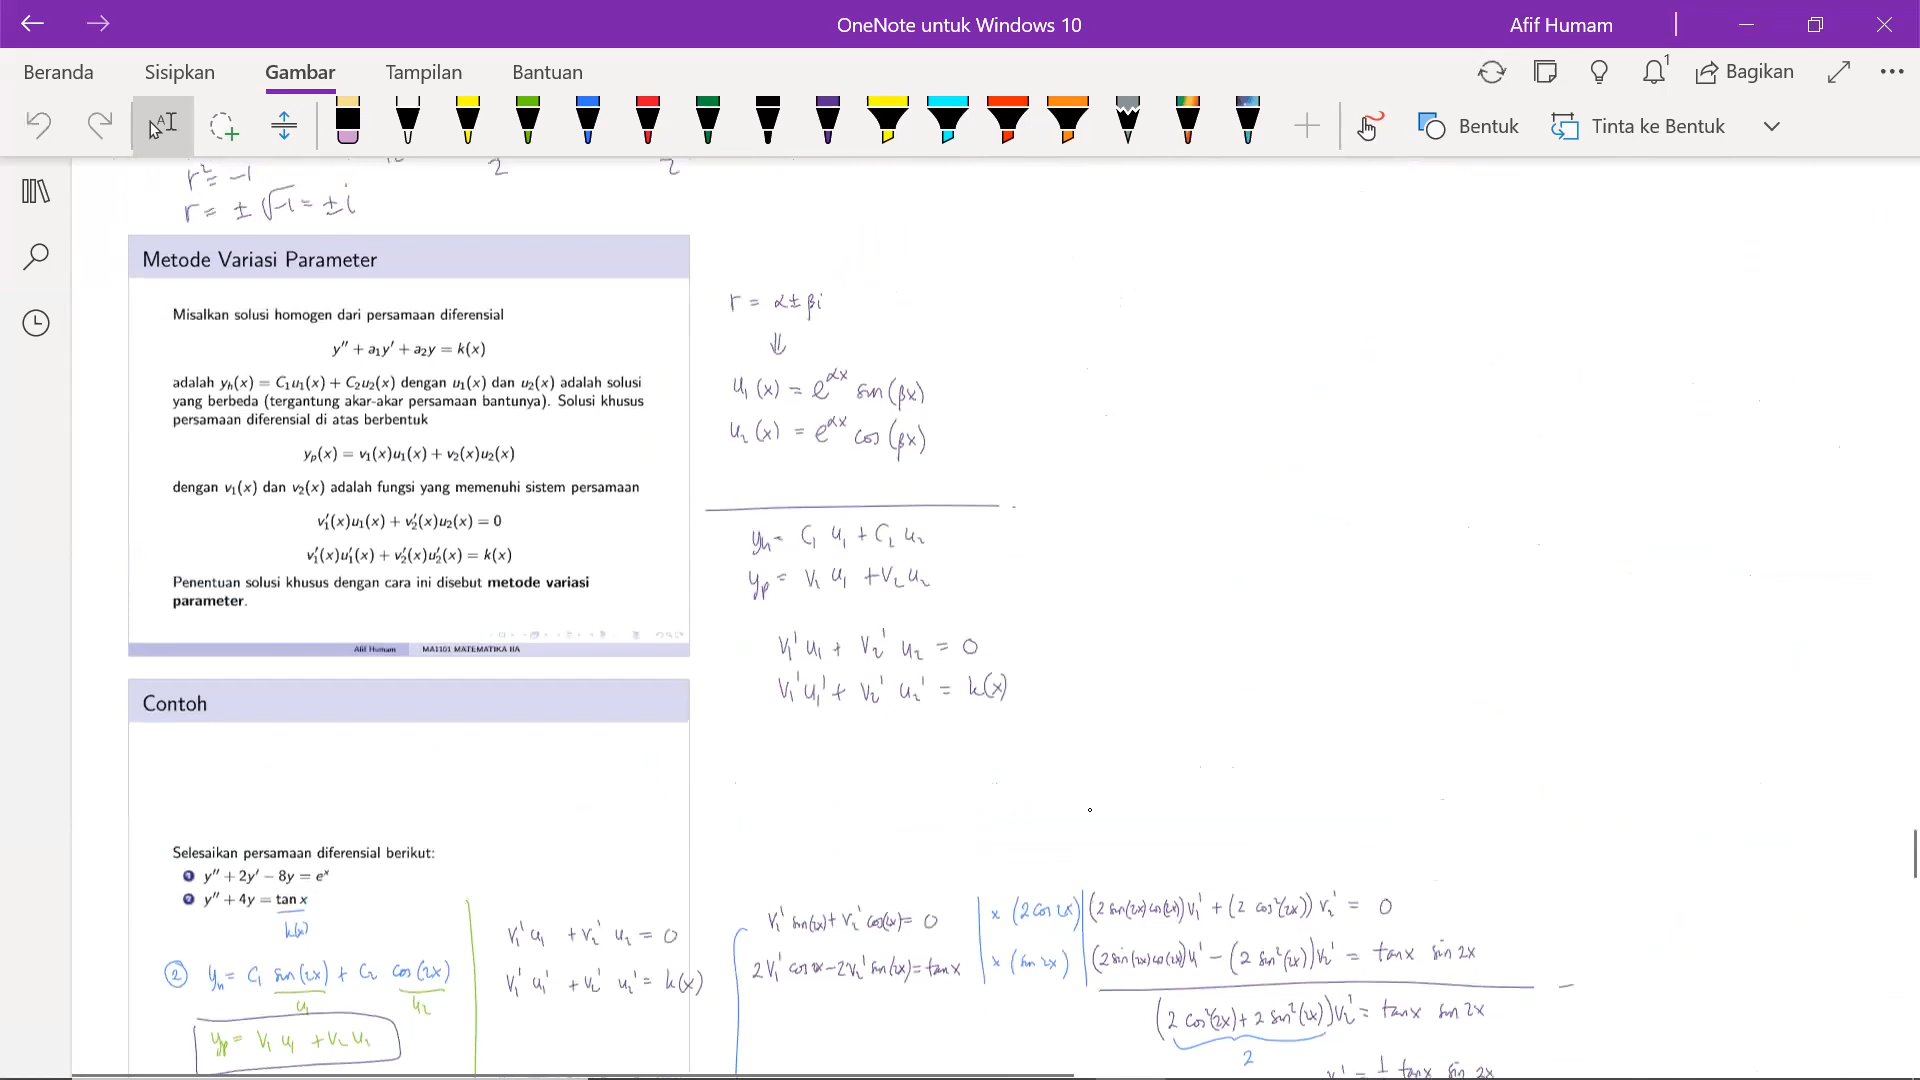 OneNote untuk Windows 10
Afif Humam
Beranda Sisipkan Gambar Tampilan Bantuan
1
Bagikan
Bentuk
Tinta ke Bentuk
2 2
r² = -1
r = ± √-1 = ± i
Metode Variasi Parameter
Misalkan solusi homogen dari persamaan diferensial
y″ + a₁y′ + a₂y = k(x)
adalah yₕ(x) = C₁u₁(x) + C₂u₂(x) dengan u₁(x) dan u₂(x) adalah solusi
yang berbeda (tergantung akar-akar persamaan bantunya). Solusi khusus
persamaan diferensial di atas berbentuk
yₚ(x) = v₁(x)u₁(x) + v₂(x)u₂(x)
dengan v₁(x) dan v₂(x) adalah fungsi yang memenuhi sistem persamaan
v₁′(x)u₁(x) + v₂′(x)u₂(x) = 0
v₁′(x)u₁′(x) + v₂′(x)u₂′(x) = k(x)
Penentuan solusi khusus dengan cara ini disebut metode variasi
parameter.
Afif Humam MA1101 MATEMATIKA IIA
r = α ± βi
⇓
u₁(x) = e^αx sin(βx)
u₂(x) = e^αx cos(βx)
yₕ = C₁ u₁ + C₂ u₂
yₚ = V₁ u₁ + V₂ u₂
V₁' u₁ + V₂' u₂ = 0
V₁' u₁' + V₂' u₂' = k(x)
Contoh
Selesaikan persamaan diferensial berikut:
1 y″ + 2y′ − 8y = eˣ
2 y″ + 4y = tan x
k(x)
② yₕ = C₁ sin(2x) + C₂ cos(2x)
u₁ u₂
yₚ = V₁ u₁ + V₂ u₂
V₁' u₁ + V₂' u₂ = 0
V₁' u₁' + V₂' u₂' = k(x)
V₁' sin(2x) + V₂' cos(2x) = 0
2V₁' cos 2x − 2V₂' sin(2x) = tan x
x (2 cos 2x)
x (sin 2x)
(2 sin(2x) cos(2x)) V₁' + (2 cos²(2x)) V₂' = 0
(2 sin(2x) cos(2x)) V₁' − (2 sin²(2x)) V₂' = tan x sin 2x
−
(2 cos²(2x) + 2 sin²(2x)) V₂' = tan x sin 2x
2